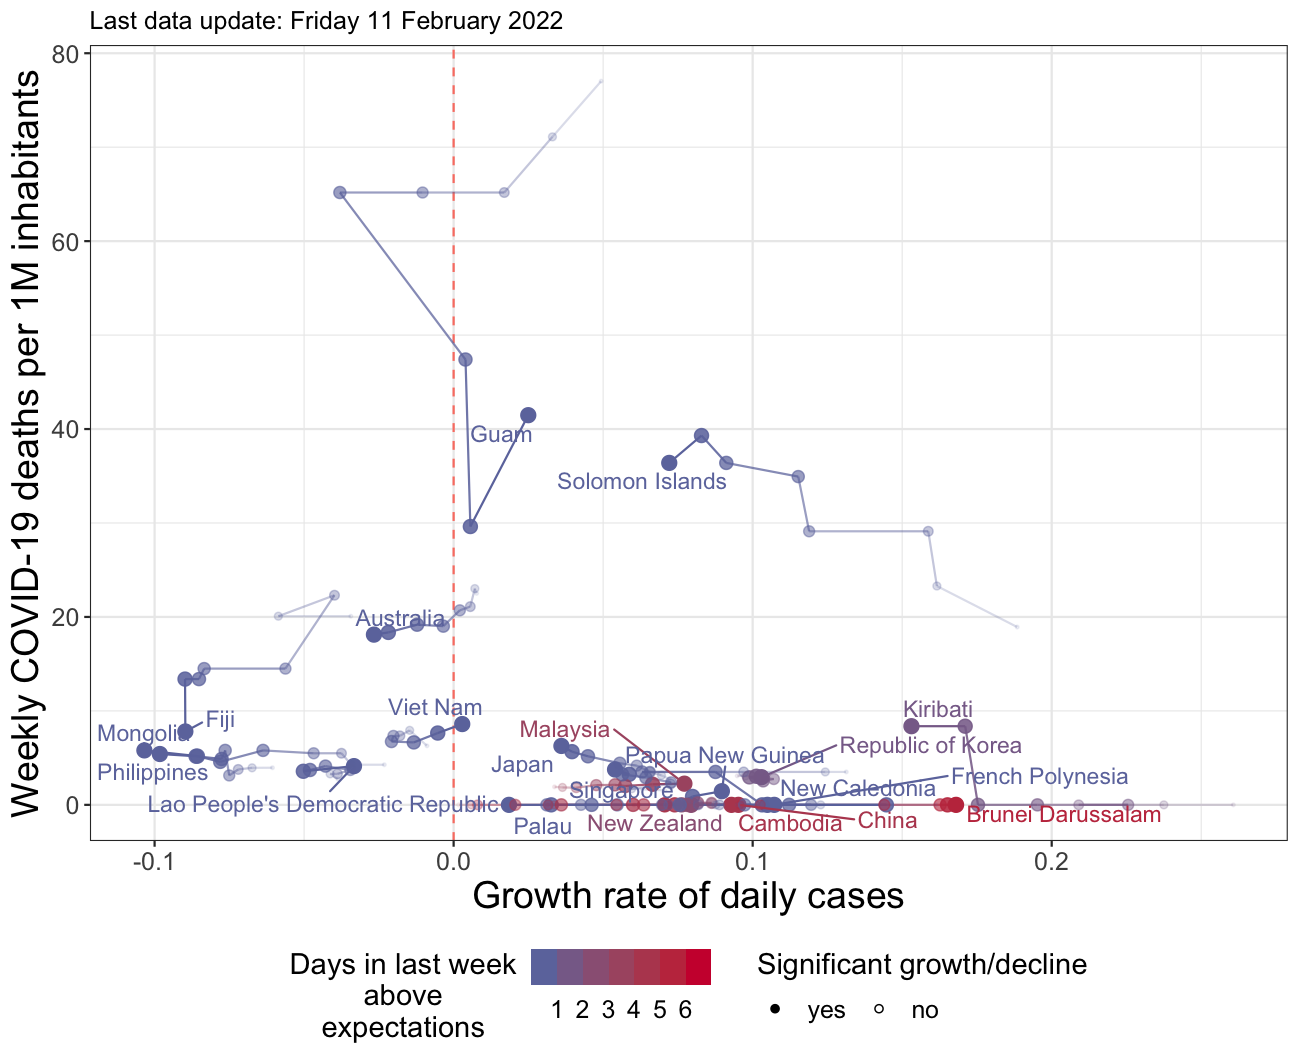 Last data update: Friday 11 February 2022
Weekly COVID-19 deaths per 1M inhabitants
80
60
40
20
0
Guam
Solomon Islands
Australia
Viet Nam
Fiji
Mongolia
Philippines
Lao People's Democratic Republic
Malaysia
Japan
Papua New Guinea
Singapore
Kiribati
Republic of Korea
French Polynesia
New Caledonia
Palau
New Zealand
Cambodia
China
Brunei Darussalam
-0.1
0.0
0.1
0.2
Growth rate of daily cases
Days in last week
above
expectations
1 2 3 4 5 6
Significant growth/decline
yes
no